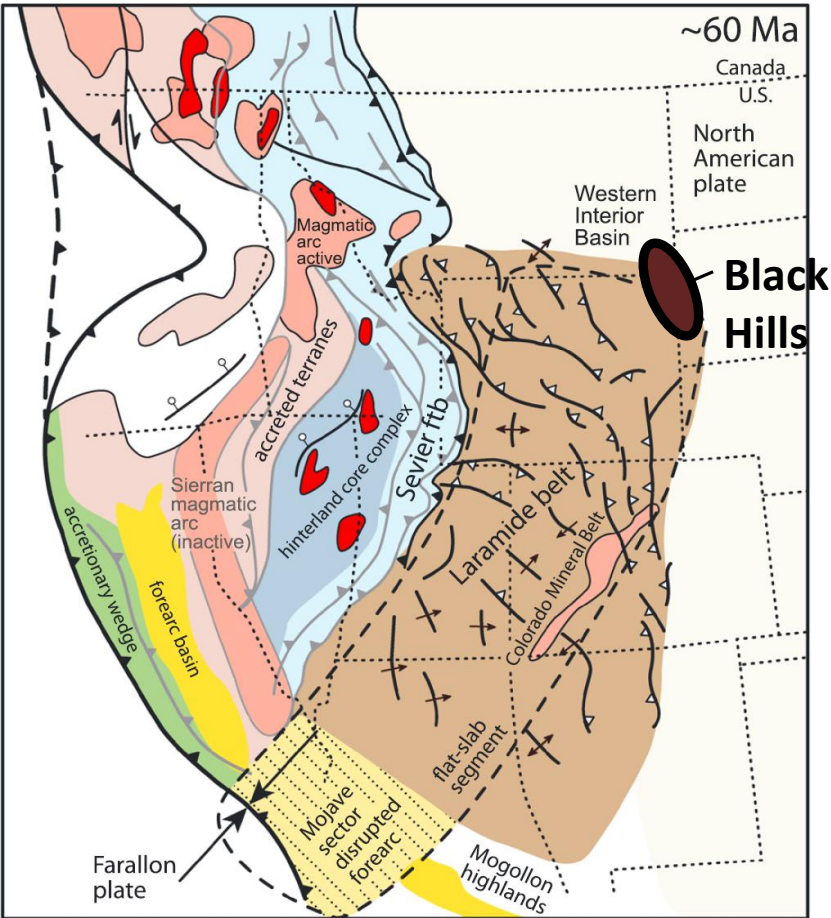 ~60 Ma
Canada
U.S.
North
American
plate
Western
Interior
Basin
Black
Hills
Magmatic
arc
active
accreted terranes
Sevier ftb
hinterland core complex
Sierran
magmatic
arc
(inactive)
Laramide belt
Colorado Mineral Belt
accretionary wedge
forearc basin
flat-slab
segment
Mojave
sector
disrupted
forearc
Farallon
plate
Mogollon
highlands